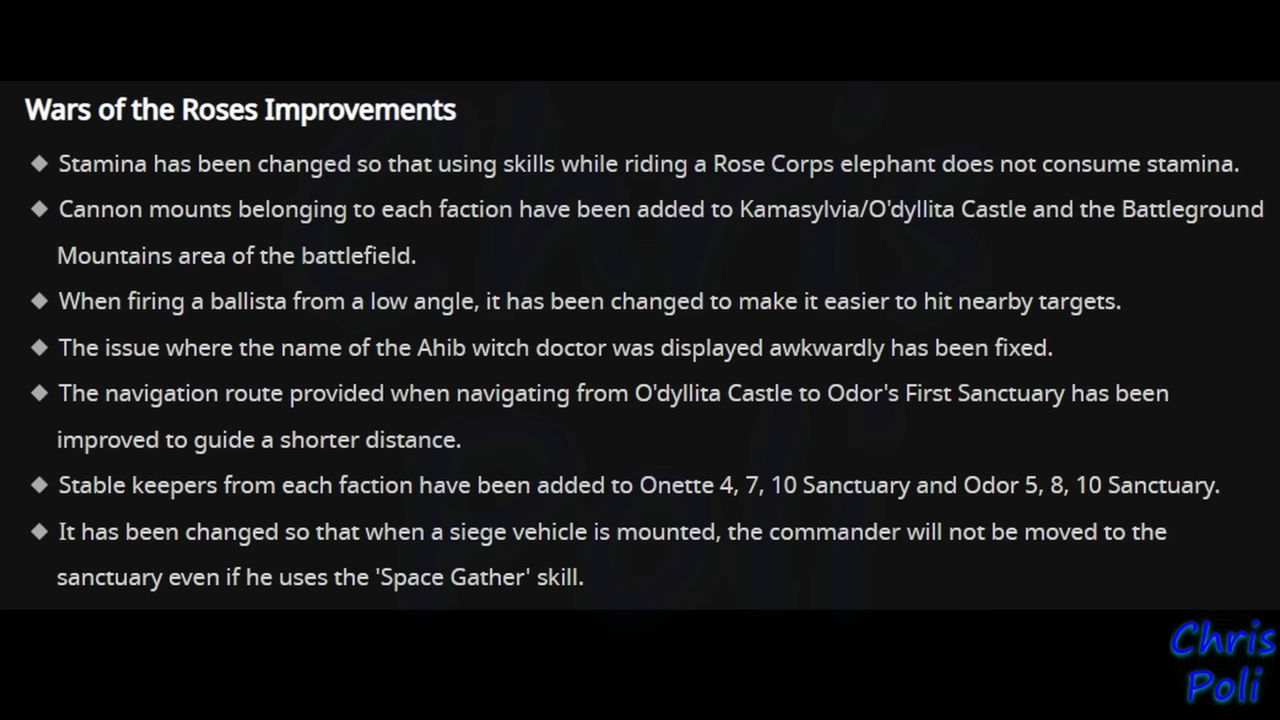 Wars of the Roses Improvements
◆ Stamina has been changed so that using skills while riding a Rose Corps elephant does not consume stamina.
◆ Cannon mounts belonging to each faction have been added to Kamasylvia/O'dyllita Castle and the Battleground
Mountains area of the battlefield.
◆ When firing a ballista from a low angle, it has been changed to make it easier to hit nearby targets.
◆ The issue where the name of the Ahib witch doctor was displayed awkwardly has been fixed.
◆ The navigation route provided when navigating from O'dyllita Castle to Odor's First Sanctuary has been
improved to guide a shorter distance.
◆ Stable keepers from each faction have been added to Onette 4, 7, 10 Sanctuary and Odor 5, 8, 10 Sanctuary.
◆ It has been changed so that when a siege vehicle is mounted, the commander will not be moved to the
sanctuary even if he uses the 'Space Gather' skill.
Chris
Poli